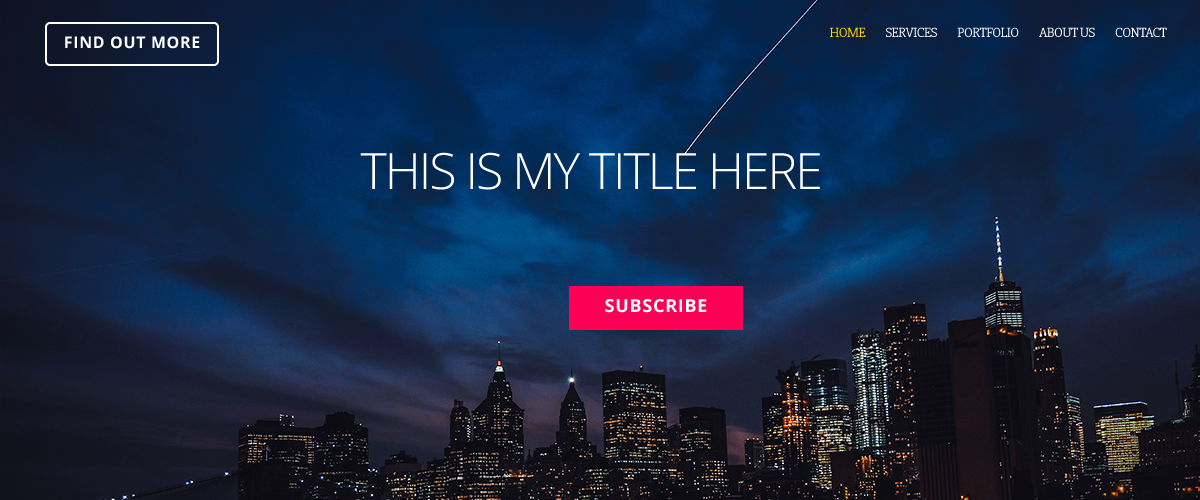 FIND OUT MORE
HOME SERVICES PORTFOLIO ABOUT US CONTACT
THIS IS MY TITLE HERE
SUBSCRIBE